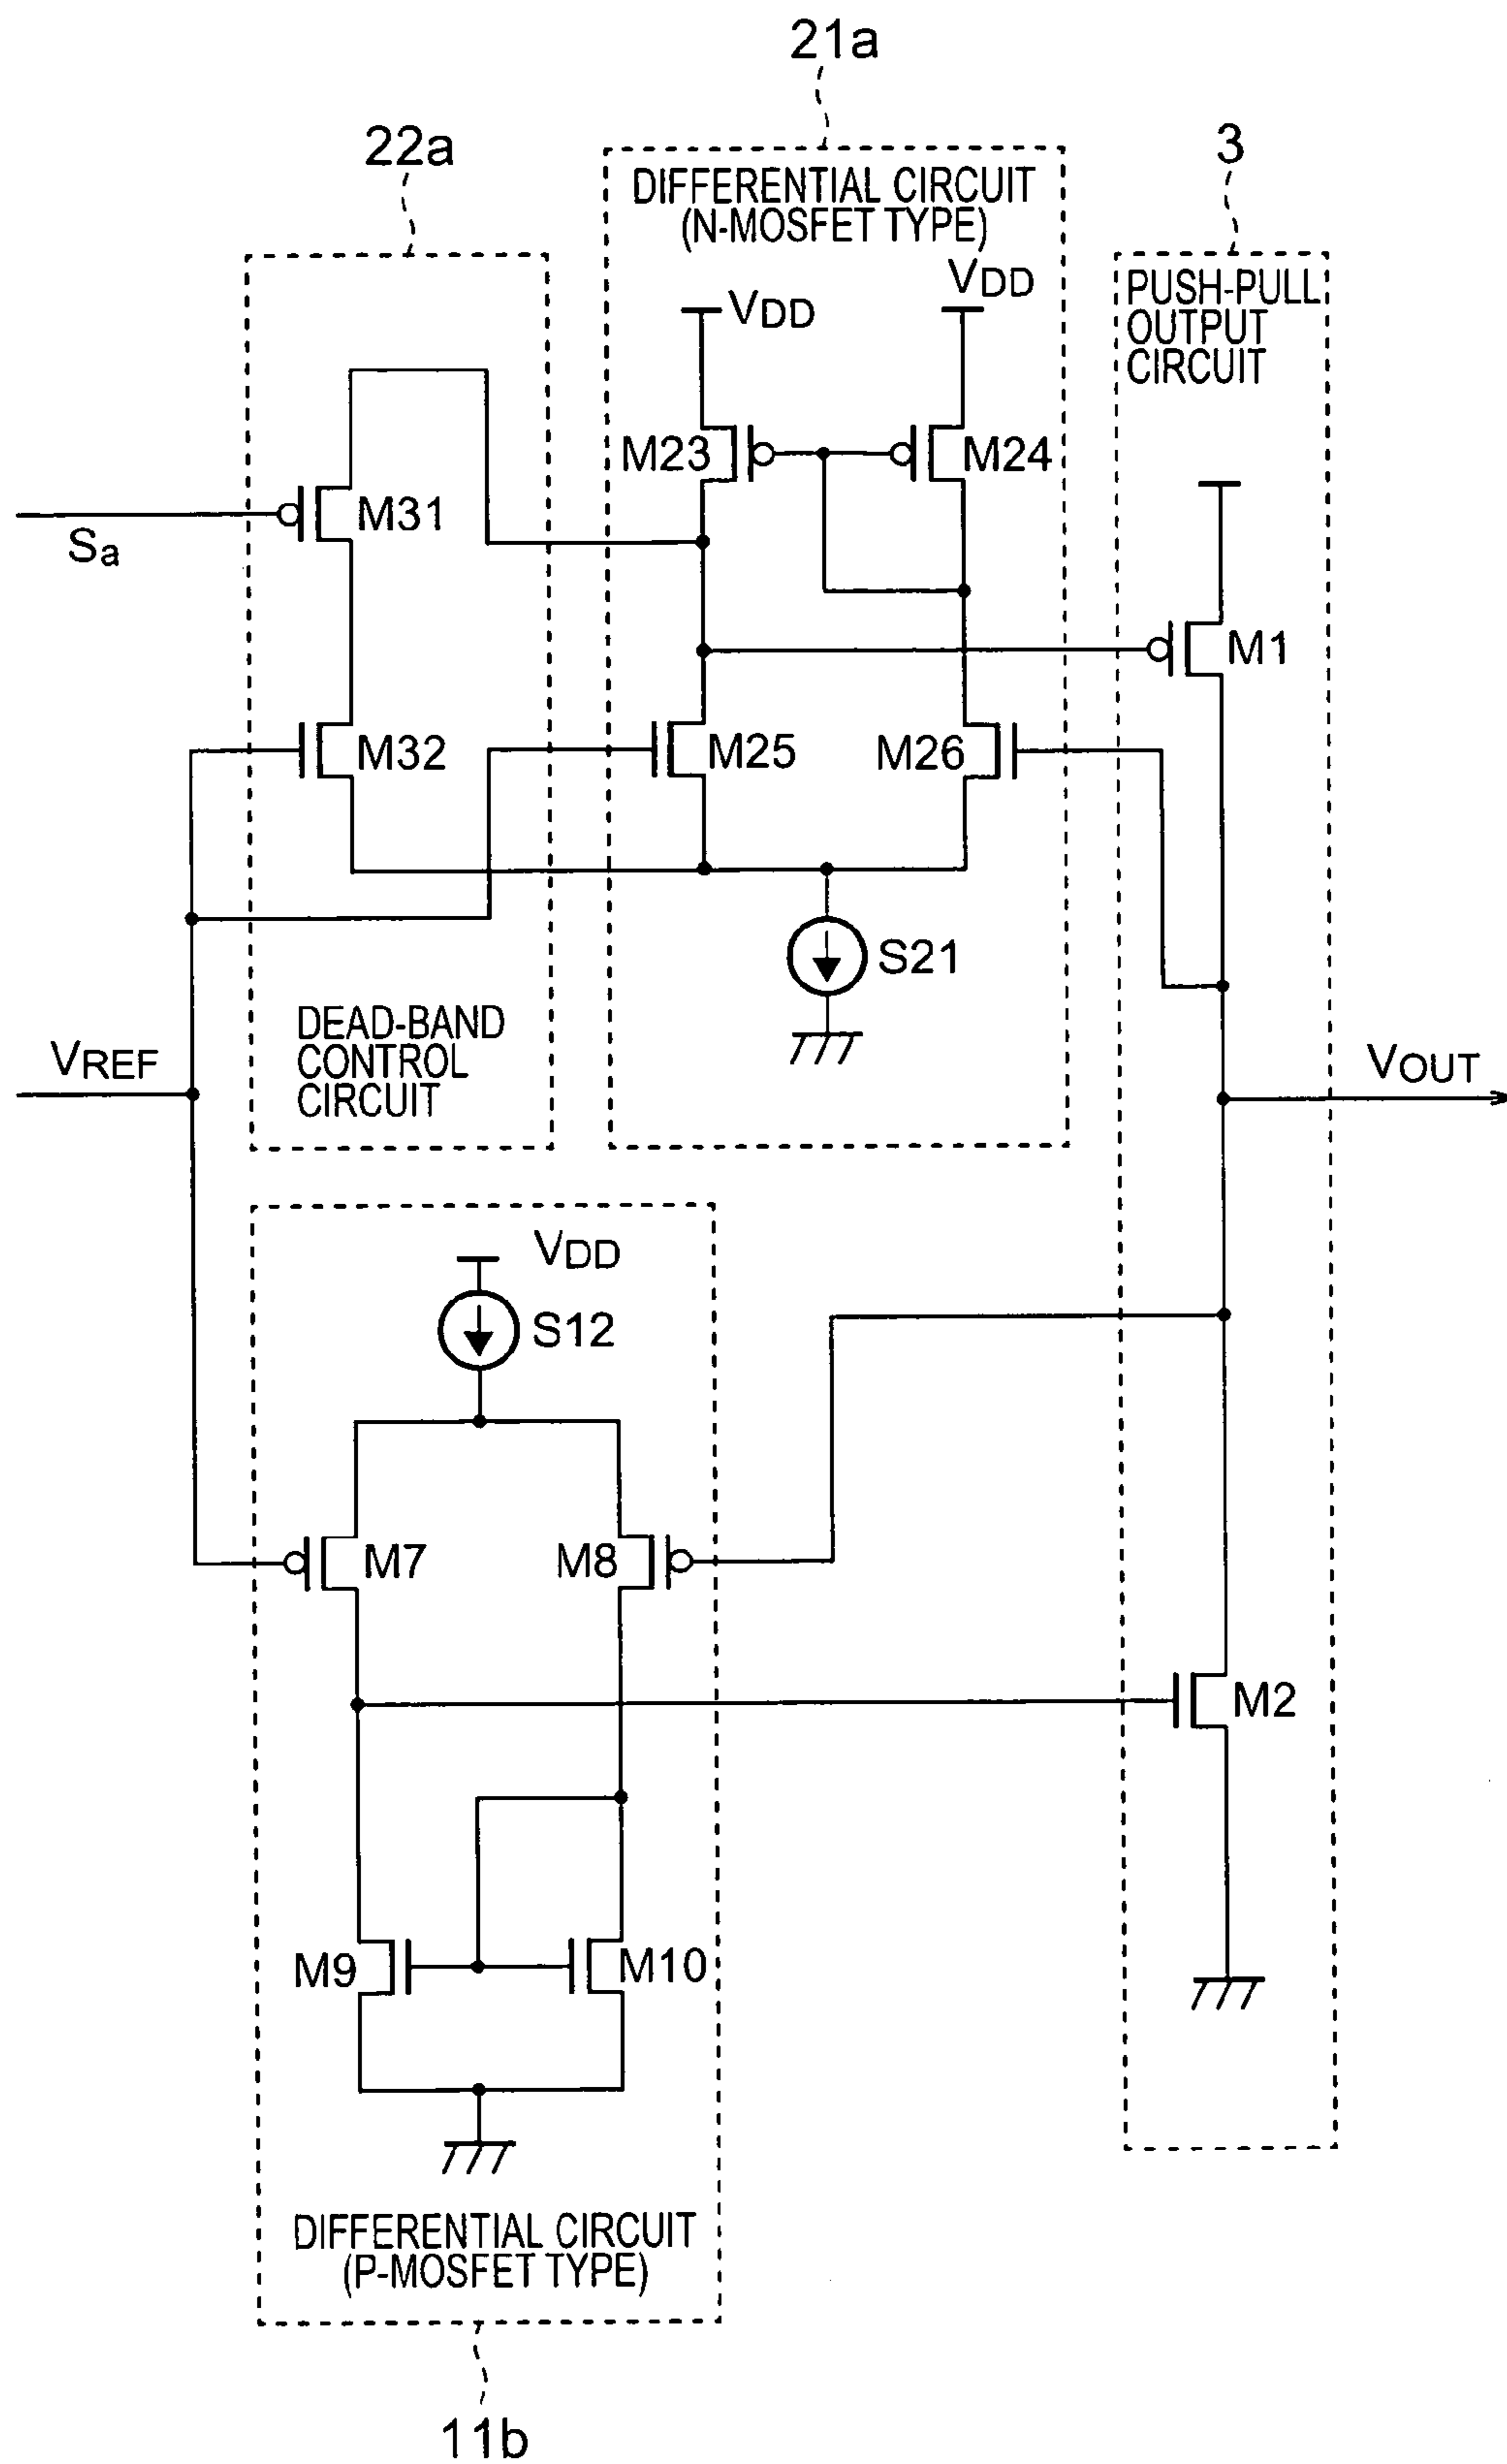 21a
22a
3
DIFFERENTIAL CIRCUIT
(N-MOSFET TYPE)
PUSH-PULL
OUTPUT
CIRCUIT
VDD
VDD
M23
M24
M31
Sa
M1
M32
M25
M26
S21
DEAD-BAND
CONTROL
CIRCUIT
VREF
VOUT
VDD
S12
M7
M8
M2
M9
M10
DIFFERENTIAL CIRCUIT
(P-MOSFET TYPE)
11b